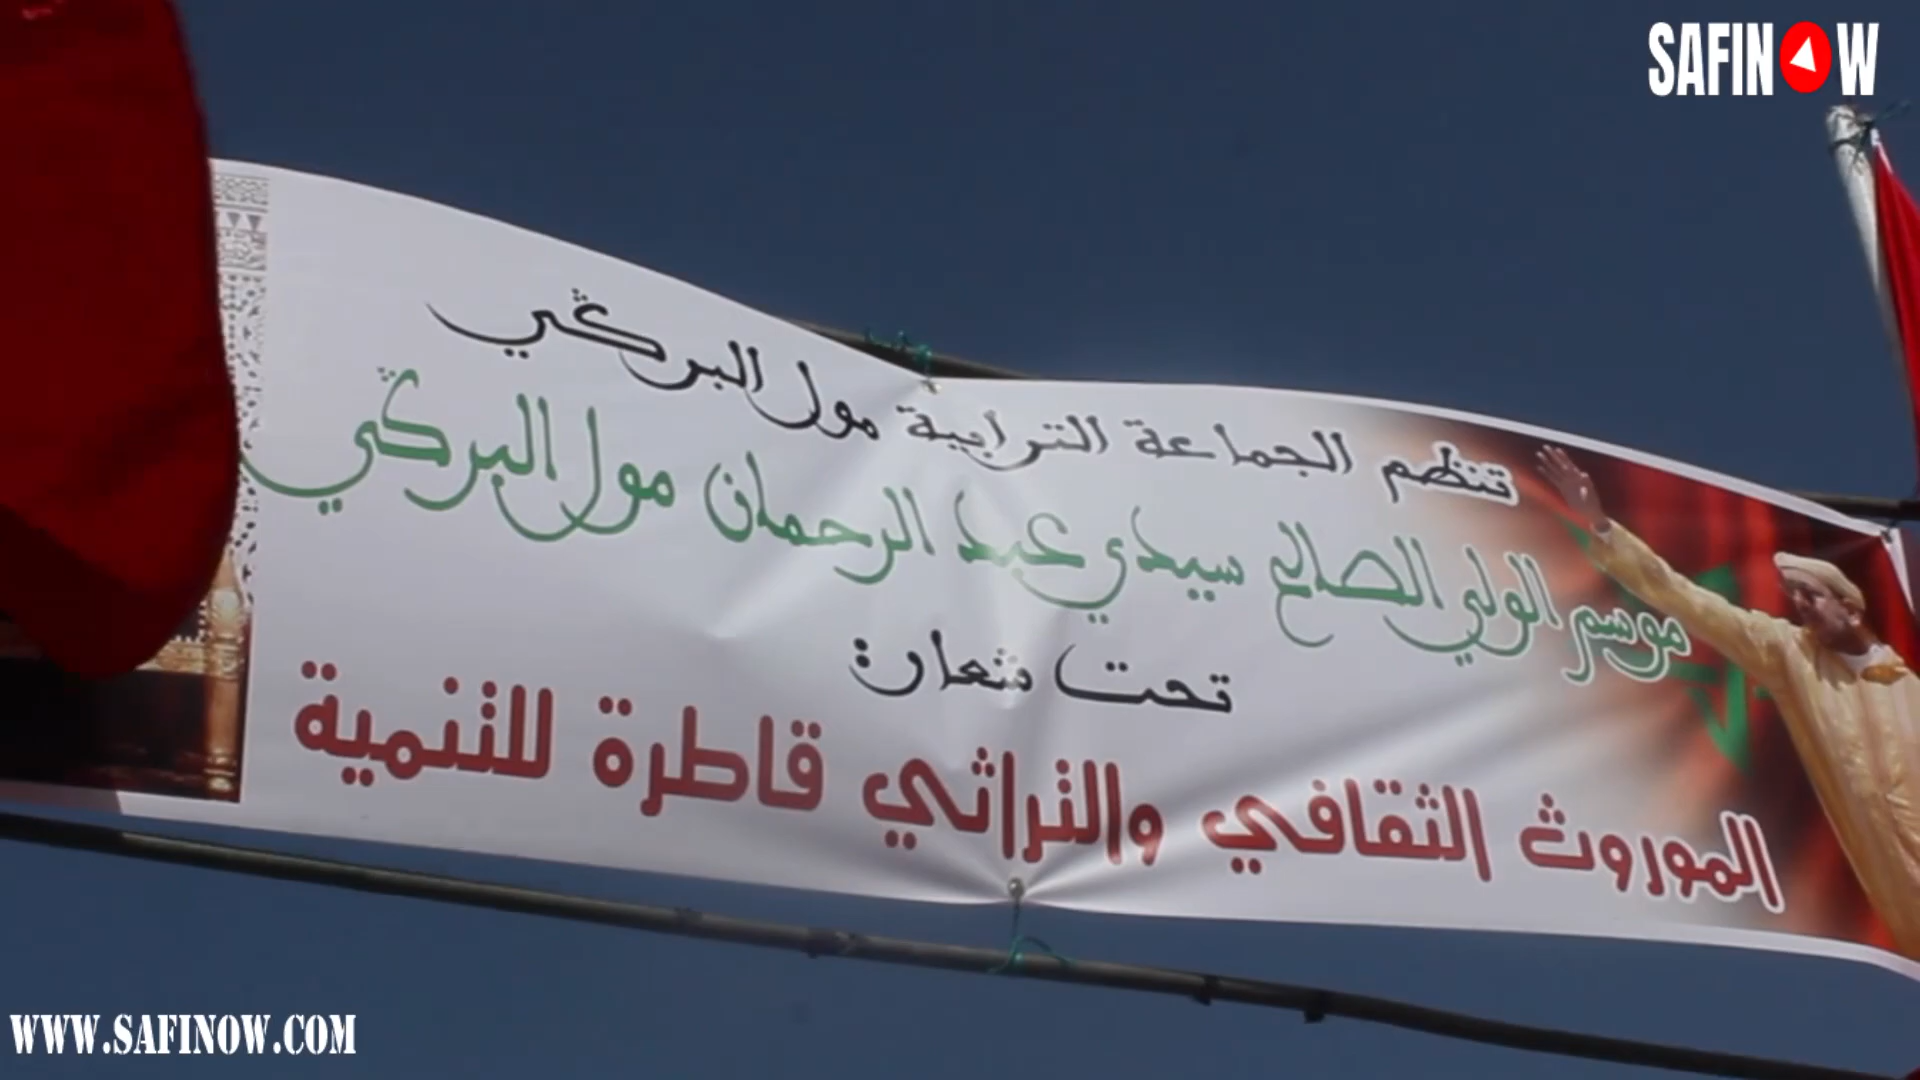 SAFINOW
تنظم الجماعة الترابية مول البركي
موسم الولي الصالح سيدي عبد الرحمان مول البركي
تحت شعار:
الموروث الثقافي والتراثي قاطرة للتنمية
WWW.SAFINOW.COM